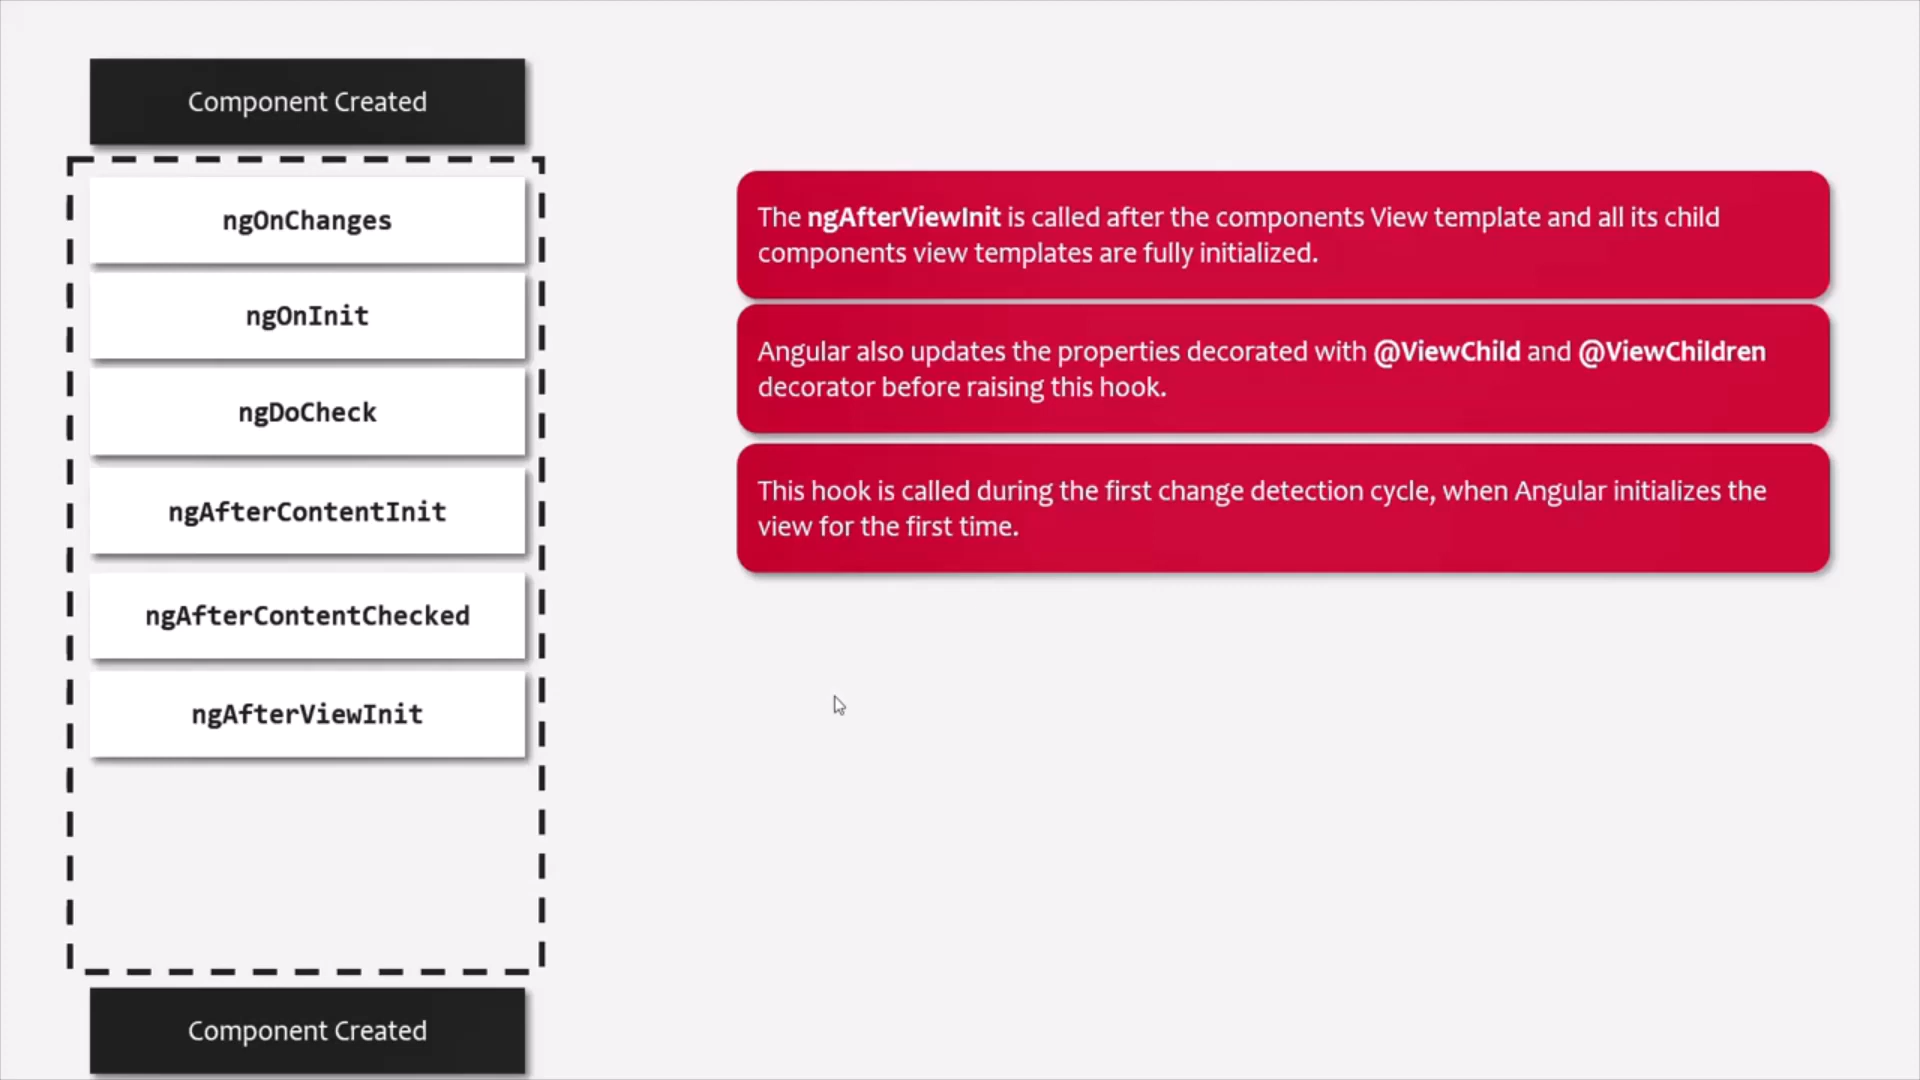 Component Created
ngOnChanges
ngOnInit
ngDoCheck
ngAfterContentInit
ngAfterContentChecked
ngAfterViewInit
Component Created
The ngAfterViewInit is called after the components View template and all its child
components view templates are fully initialized.
Angular also updates the properties decorated with @ViewChild and @ViewChildren
decorator before raising this hook.
This hook is called during the first change detection cycle, when Angular initializes the
view for the first time.